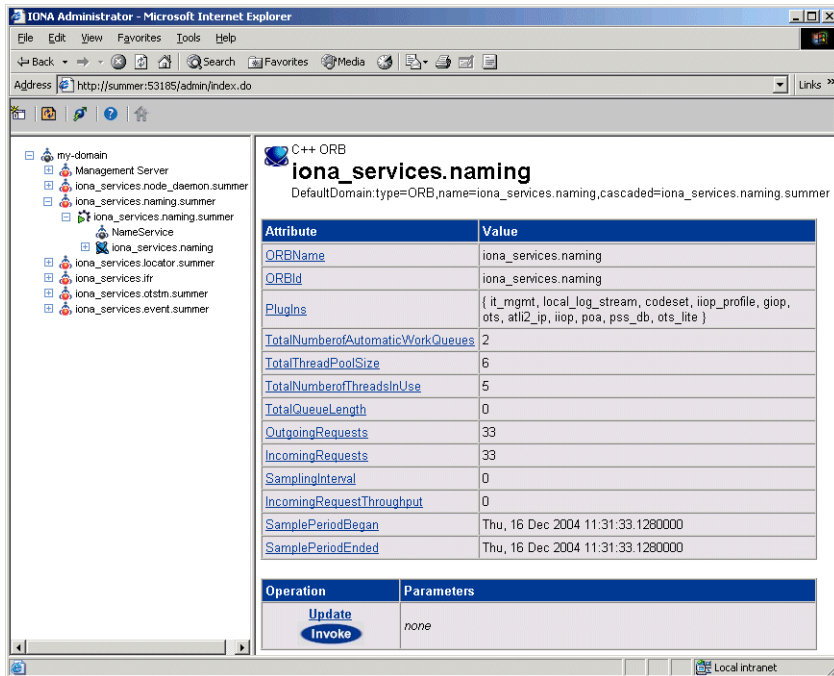 IONA Administrator - Microsoft Internet Explorer
File Edit View Favorites Tools Help
Back Search Favorites Media
Address http://summer:53185/admin/index.do Links »
my-domain
Management Server
iona_services.node_daemon.summer
iona_services.naming.summer
iona_services.naming.summer
NameService
iona_services.naming
iona_services.locator.summer
iona_services.ifr
iona_services.otstm.summer
iona_services.event.summer
C++ ORB
iona_services.naming
DefaultDomain:type=ORB,name=iona_services.naming,cascaded=iona_services.naming.summer
Attribute Value
ORBName iona_services.naming
ORBId iona_services.naming
PlugIns { it_mgmt, local_log_stream, codeset, iiop_profile, giop,
ots, atli2_ip, iiop, poa, pss_db, ots_lite }
TotalNumberofAutomaticWorkQueues 2
TotalThreadPoolSize 6
TotalNumberofThreadsInUse 5
TotalQueueLength 0
OutgoingRequests 33
IncomingRequests 33
SamplingInterval 0
IncomingRequestThroughput 0
SamplePeriodBegan Thu, 16 Dec 2004 11:31:33.1280000
SamplePeriodEnded Thu, 16 Dec 2004 11:31:33.1280000
Operation Parameters
Update
Invoke none
Local intranet